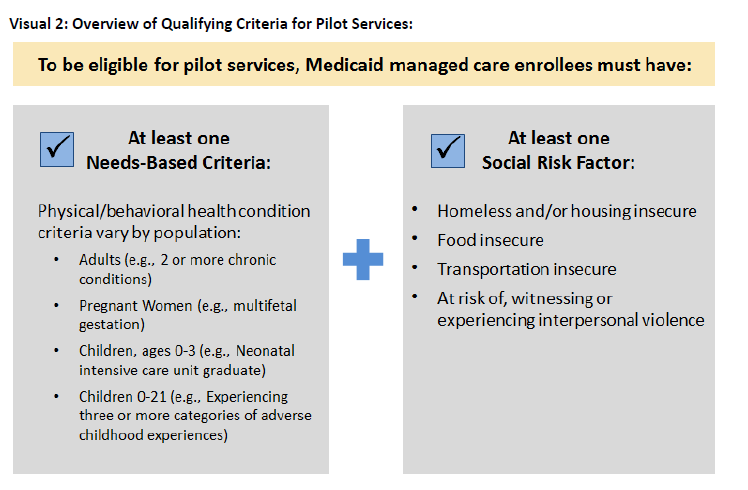 Visual 2: Overview of Qualifying Criteria for Pilot Services:
To be eligible for pilot services, Medicaid managed care enrollees must have:
At least one
Needs-Based Criteria:
Physical/behavioral health condition
criteria vary by population:
• Adults (e.g., 2 or more chronic
conditions)
• Pregnant Women (e.g., multifetal
gestation)
• Children, ages 0-3 (e.g., Neonatal
intensive care unit graduate)
• Children 0-21 (e.g., Experiencing
three or more categories of adverse
childhood experiences)
At least one
Social Risk Factor:
• Homeless and/or housing insecure
• Food insecure
• Transportation insecure
• At risk of, witnessing or
experiencing interpersonal violence